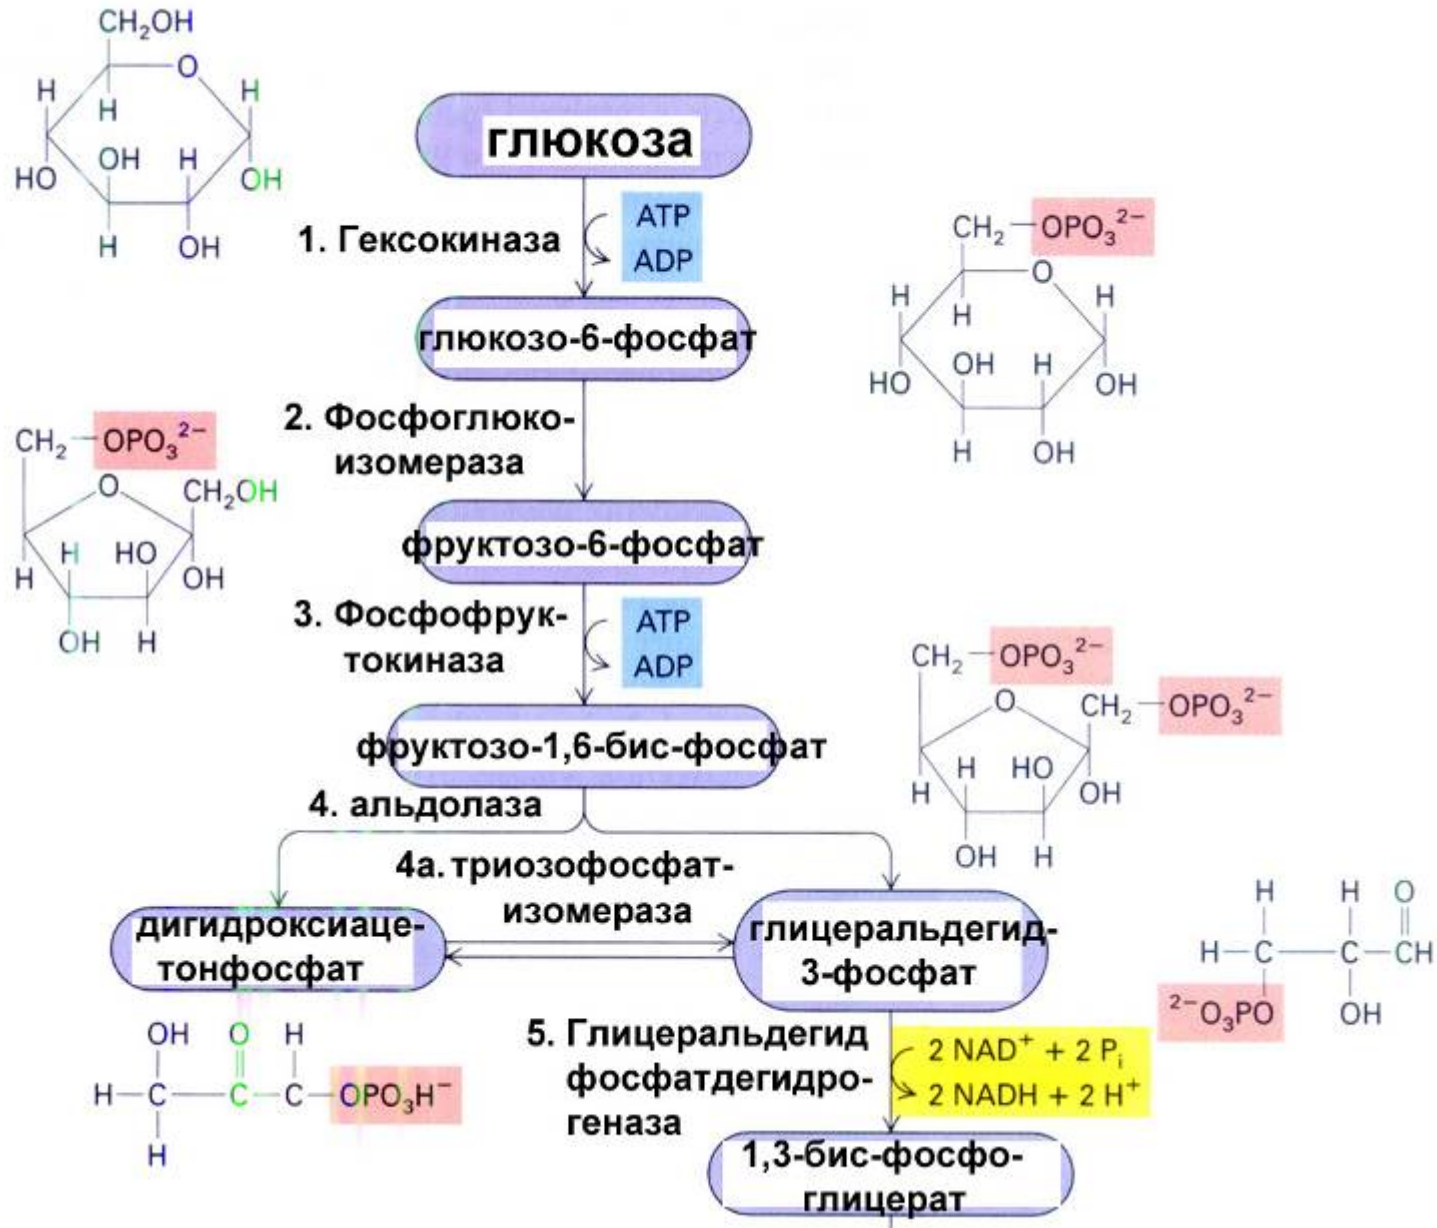 CH₂OH
O
H
H
H
OH
H
HO
OH
H
OH
глюкоза
1. Гексокиназа
ATP
ADP
CH₂
OPO₃²⁻
O
H
H
H
OH
H
HO
OH
H
OH
глюкозо-6-фосфат
2. Фосфоглюко-
изомераза
CH₂
OPO₃²⁻
O
CH₂OH
H
HO
H
OH
OH
H
фруктозо-6-фосфат
3. Фосфофрук-
токиназа
ATP
ADP
CH₂
OPO₃²⁻
O
CH₂
OPO₃²⁻
H
HO
H
OH
OH
H
фруктозо-1,6-бис-фосфат
4. альдолаза
4а. триозофосфат-
изомераза
дигидроксиаце-
тонфосфат
глицеральдегид-
3-фосфат
H
H
O
H
C
C
CH
²⁻O₃PO
OH
OH
O
H
H
C
C
C
OPO₃H⁻
H
5. Глицеральдегид
фосфатдегидро-
геназа
2 NAD⁺ + 2 Pᵢ
2 NADH + 2 H⁺
1,3-бис-фосфо-
глицерат